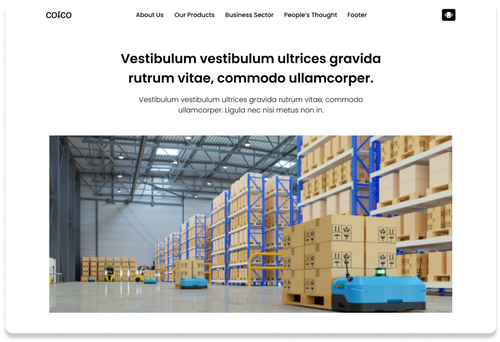 colco
About Us Our Products Business Sector People's Thought Footer
Vestibulum vestibulum ultrices gravida
rutrum vitae, commodo ullamcorper.
Vestibulum vestibulum ultrices gravida rutrum vitae, commodo
ullamcorper. Ligula nec nisi metus non in.